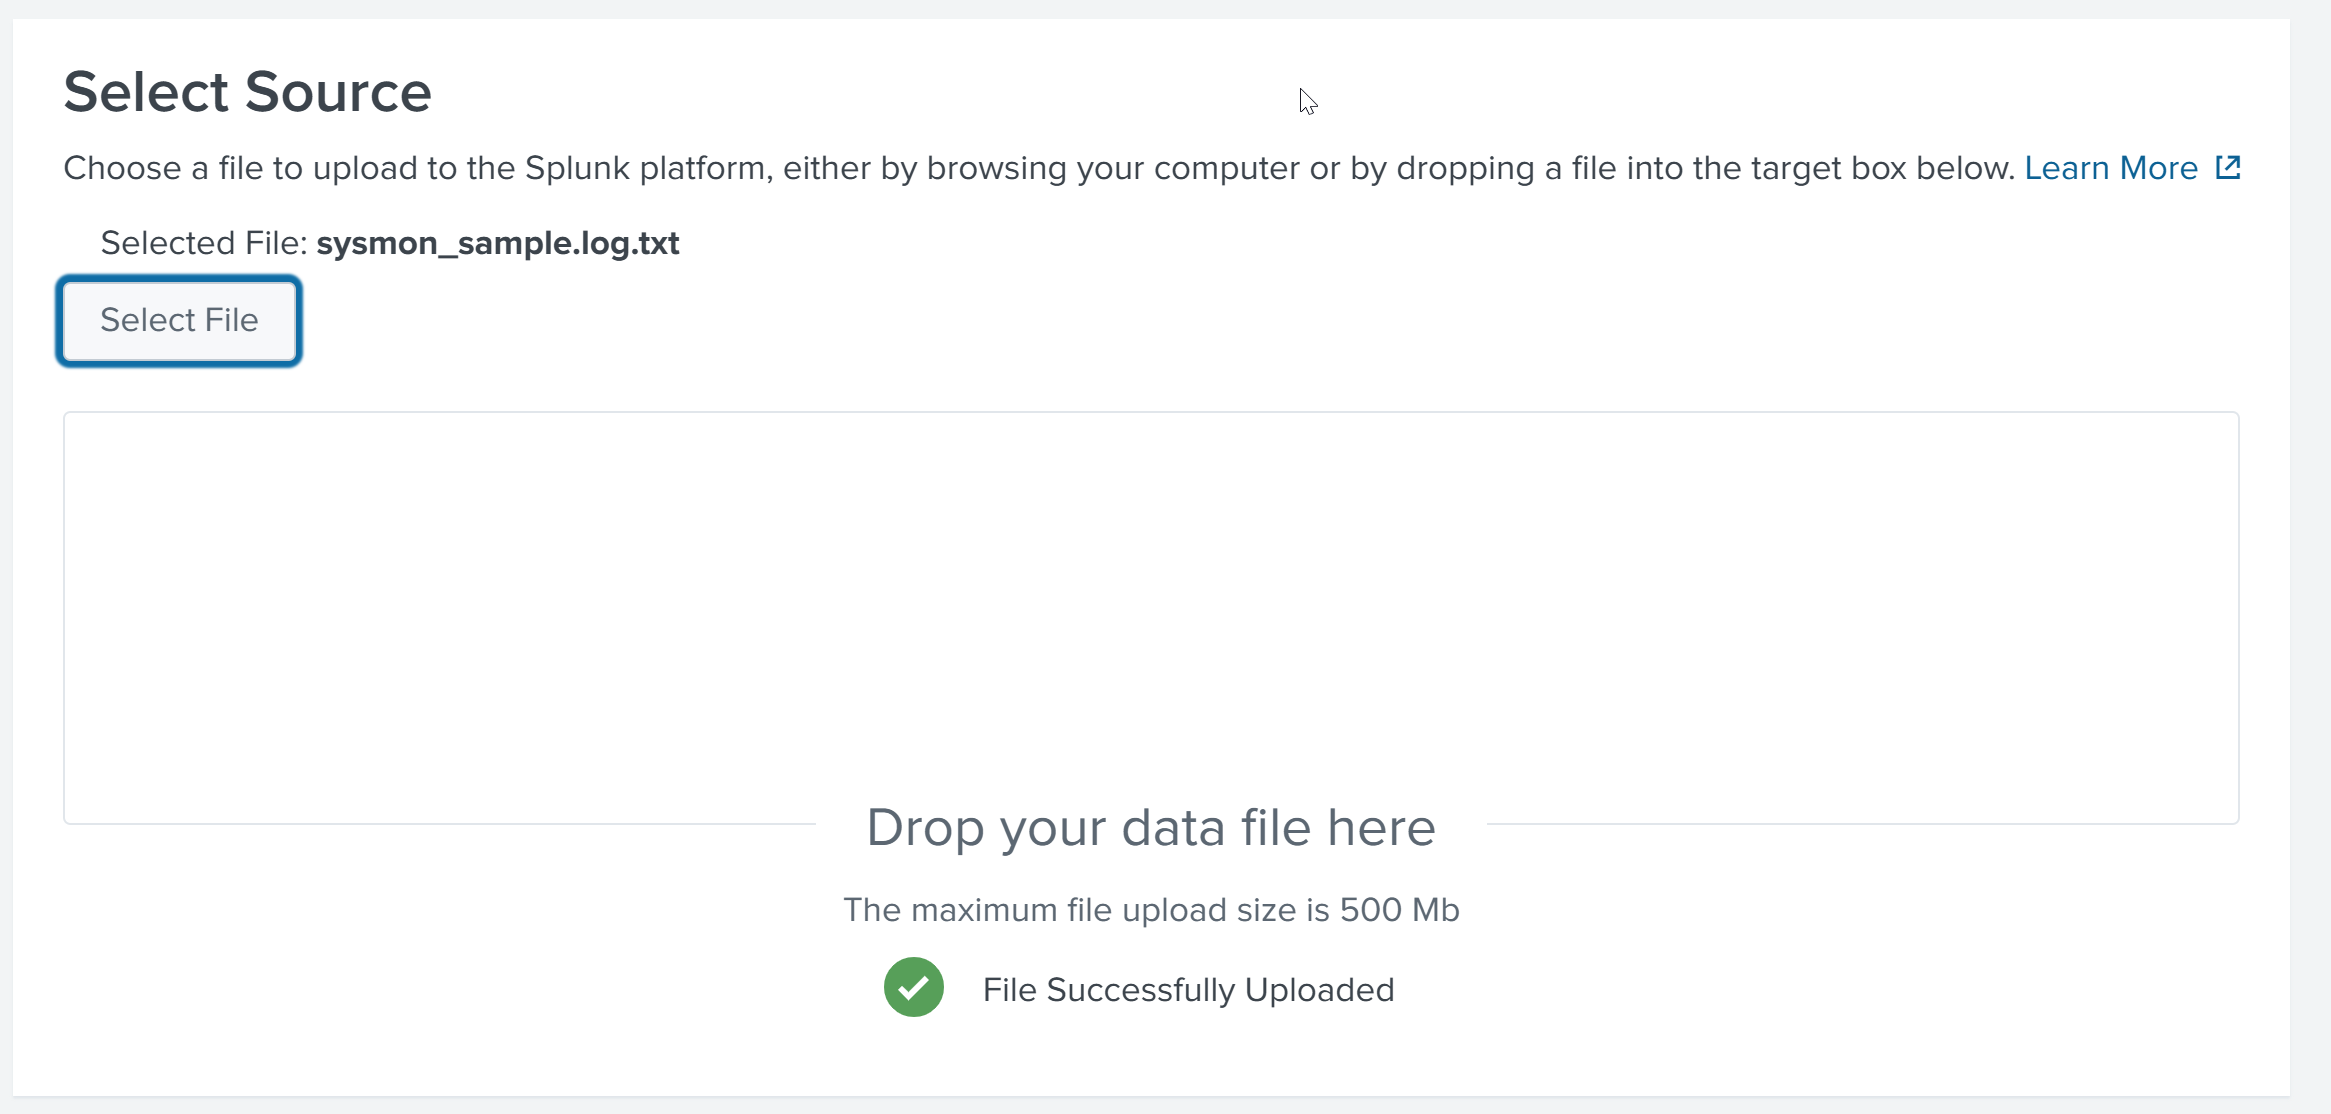 Select Source
Choose a file to upload to the Splunk platform, either by browsing your computer or by dropping a file into the target box below. Learn More
Selected File: sysmon_sample.log.txt
Select File
Drop your data file here
The maximum file upload size is 500 Mb
File Successfully Uploaded